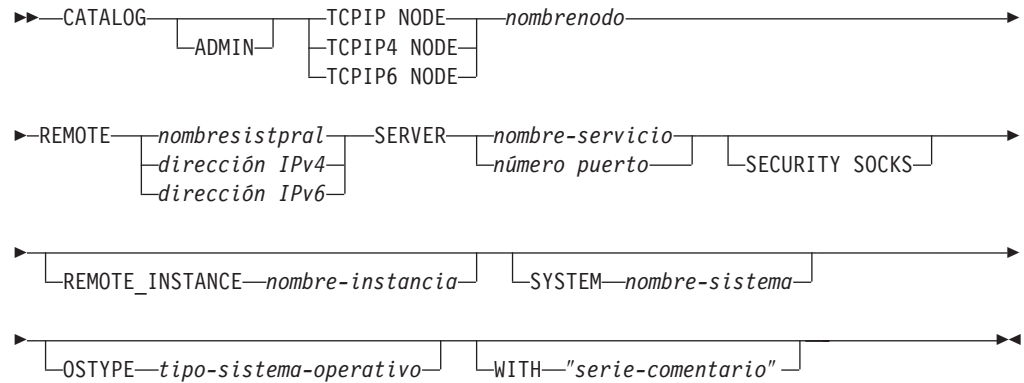 CATALOG TCPIP NODE nombrenodo
ADMIN TCPIP4 NODE
TCPIP6 NODE
REMOTE nombresistpral SERVER nombre-servicio
dirección IPv4 número puerto SECURITY SOCKS
dirección IPv6
REMOTE_INSTANCE nombre-instancia SYSTEM nombre-sistema
OSTYPE tipo-sistema-operativo WITH "serie-comentario"